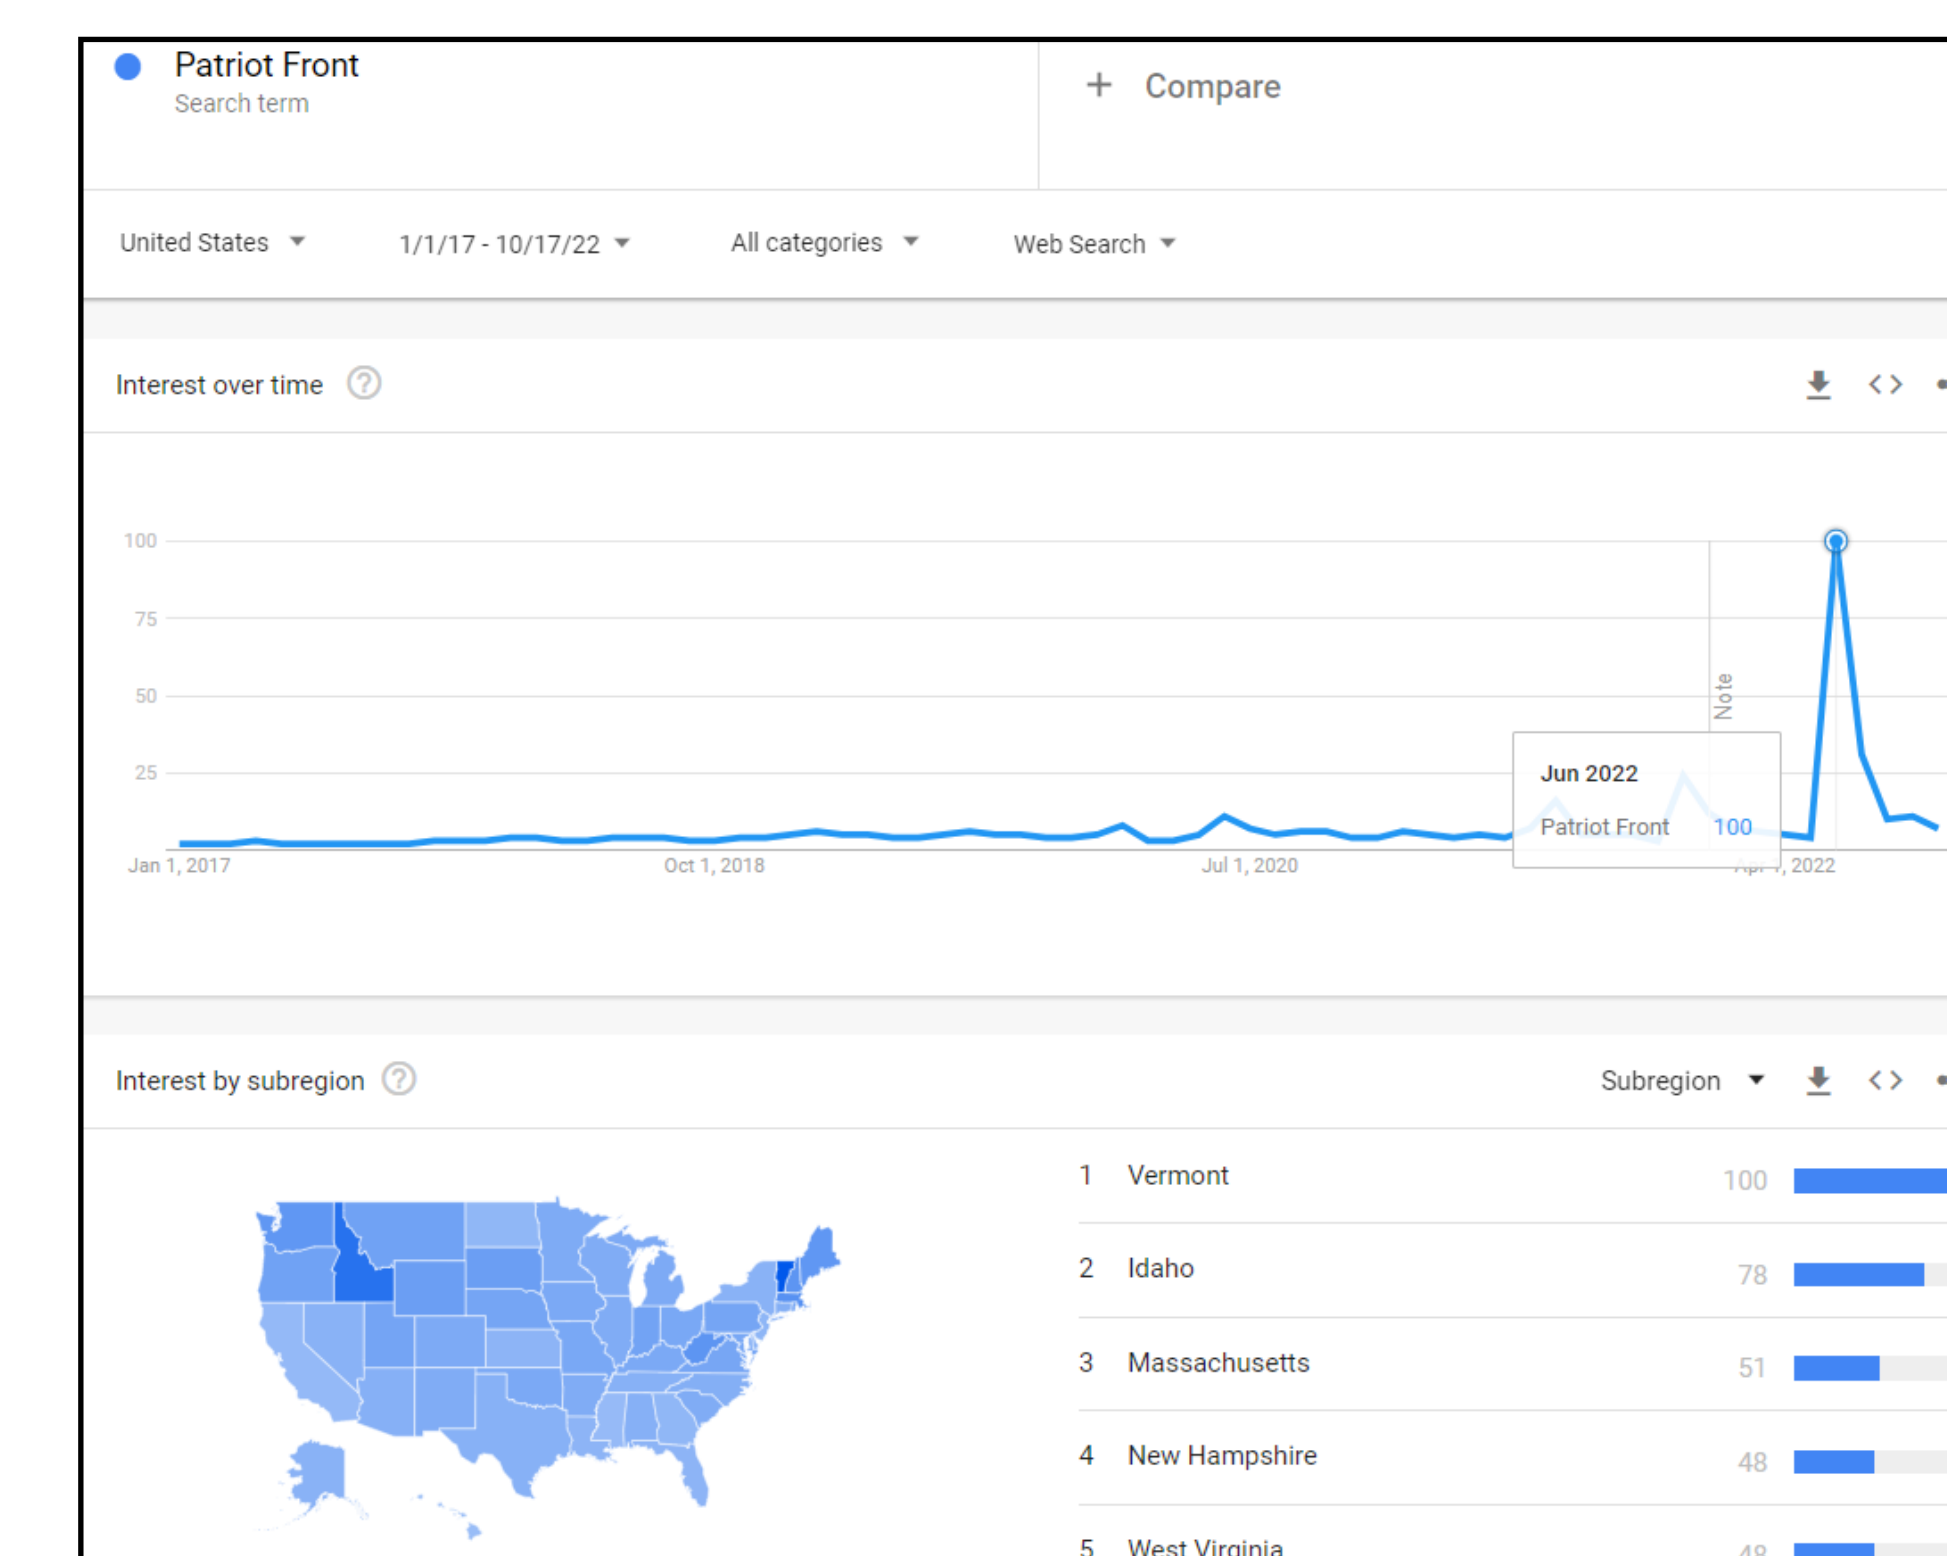 Patriot Front
Search term
+ Compare
United States
1/1/17 - 10/17/22
All categories
Web Search
Interest over time ?
100
75
50
25
Note
Jun 2022
Patriot Front 100
Jan 1, 2017
Oct 1, 2018
Jul 1, 2020
Apr 1, 2022
Interest by subregion ?
Subregion
1 Vermont 100
2 Idaho 78
3 Massachusetts 51
4 New Hampshire 48
5 West Virginia 48